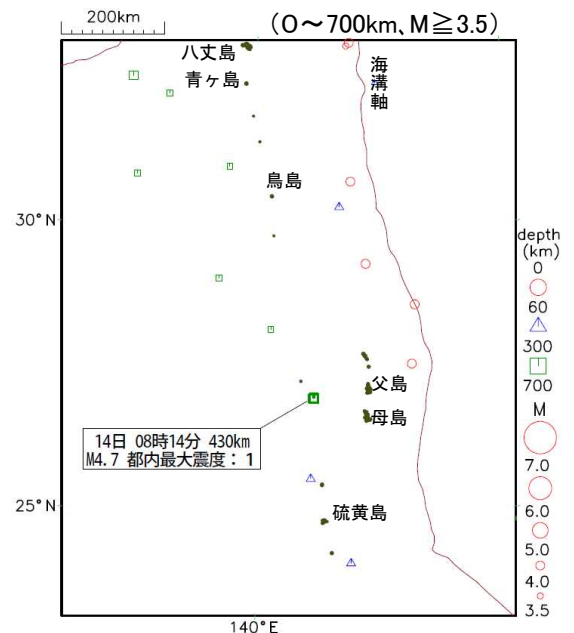 200km
(0～700km、M≧3.5)
八丈島
青ヶ島
海溝軸
鳥島
30°N
depth
(km)
0
60
300
700
父島
母島
14日 08時14分 430km
M4.7 都内最大震度：1
M
7.0
6.0
5.0
4.0
3.5
25°N
硫黄島
140°E